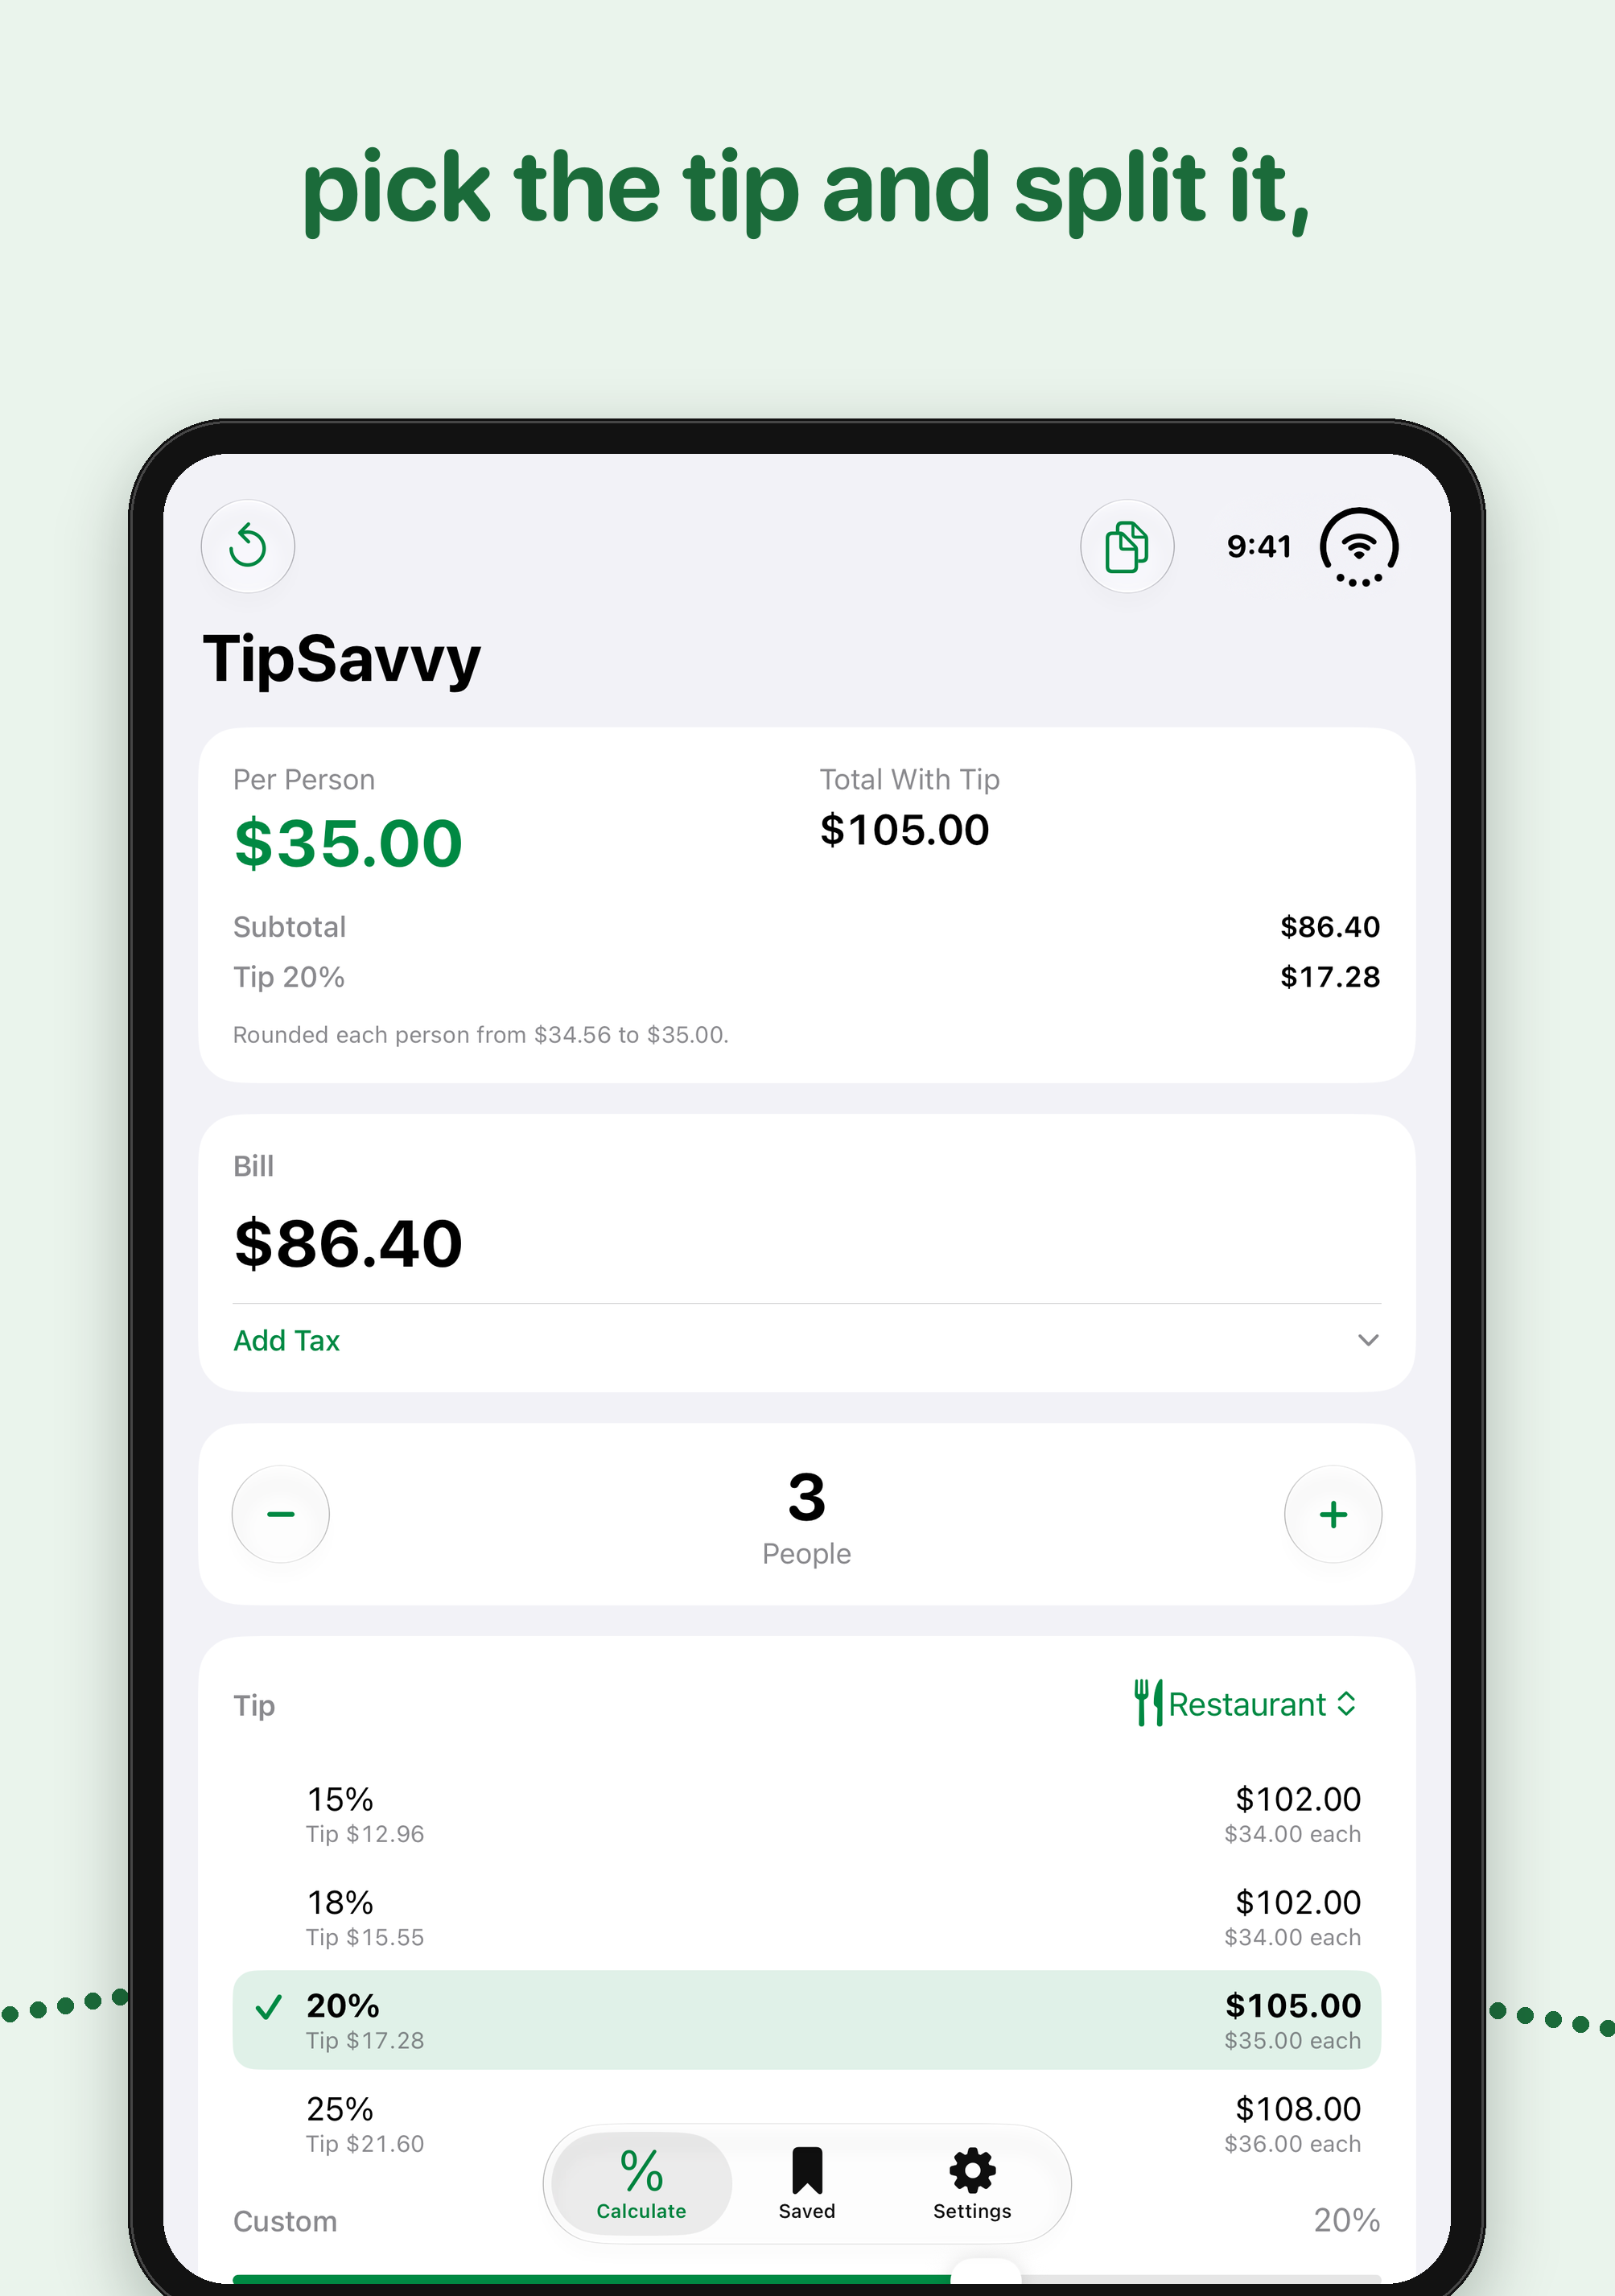 pick the tip and split it,
9:41
TipSavvy
Per Person Total With Tip
$35.00 $105.00
Subtotal $86.40
Tip 20% $17.28
Rounded each person from $34.56 to $35.00.
Bill
$86.40
Add Tax
3
People
Tip Restaurant
15% $102.00
Tip $12.96 $34.00 each
18% $102.00
Tip $15.55 $34.00 each
20% $105.00
Tip $17.28 $35.00 each
25% $108.00
Tip $21.60 $36.00 each
% 
Calculate Saved Settings
Custom 20%